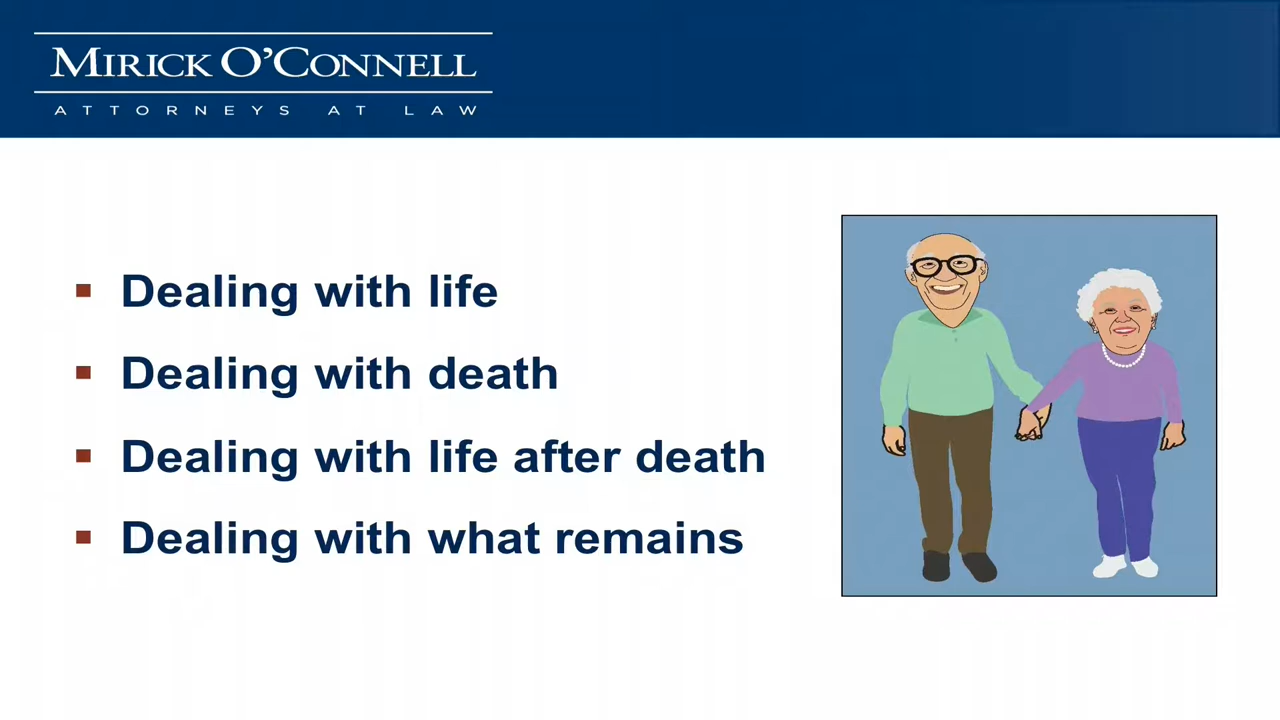 MIRICK O'CONNELL
ATTORNEYS AT LAW
▪ Dealing with life
▪ Dealing with death
▪ Dealing with life after death
▪ Dealing with what remains